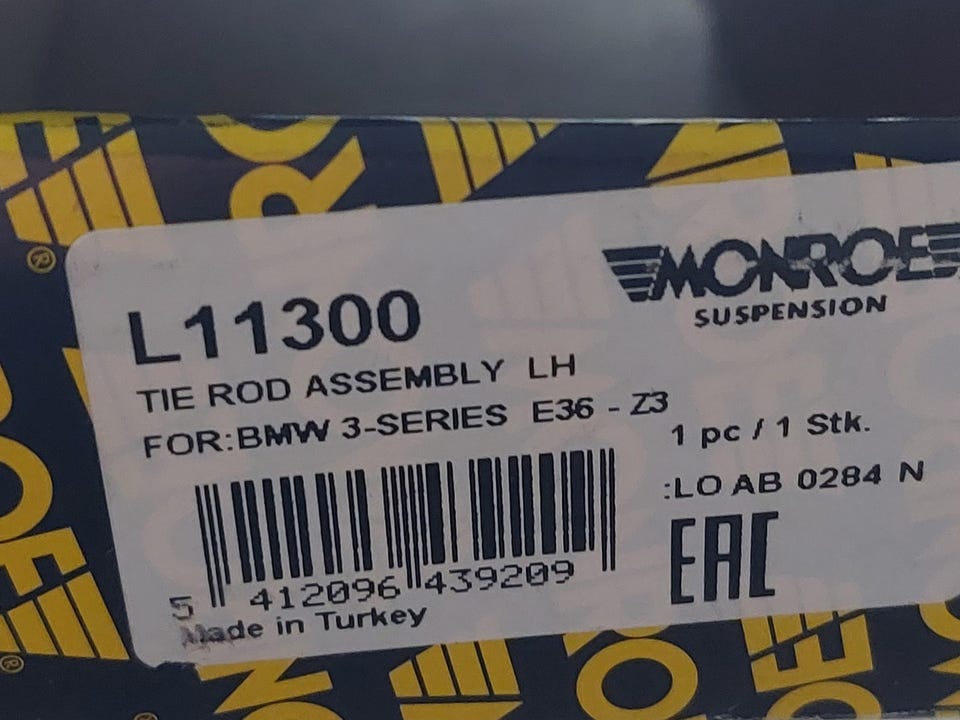 MONROE
SUSPENSION
L11300
TIE ROD ASSEMBLY LH
FOR:BMW 3-SERIES E36 - Z3
1 pc / 1 Stk.
:LO AB 0284 N
EAC
5 412096 439209
Made in Turkey